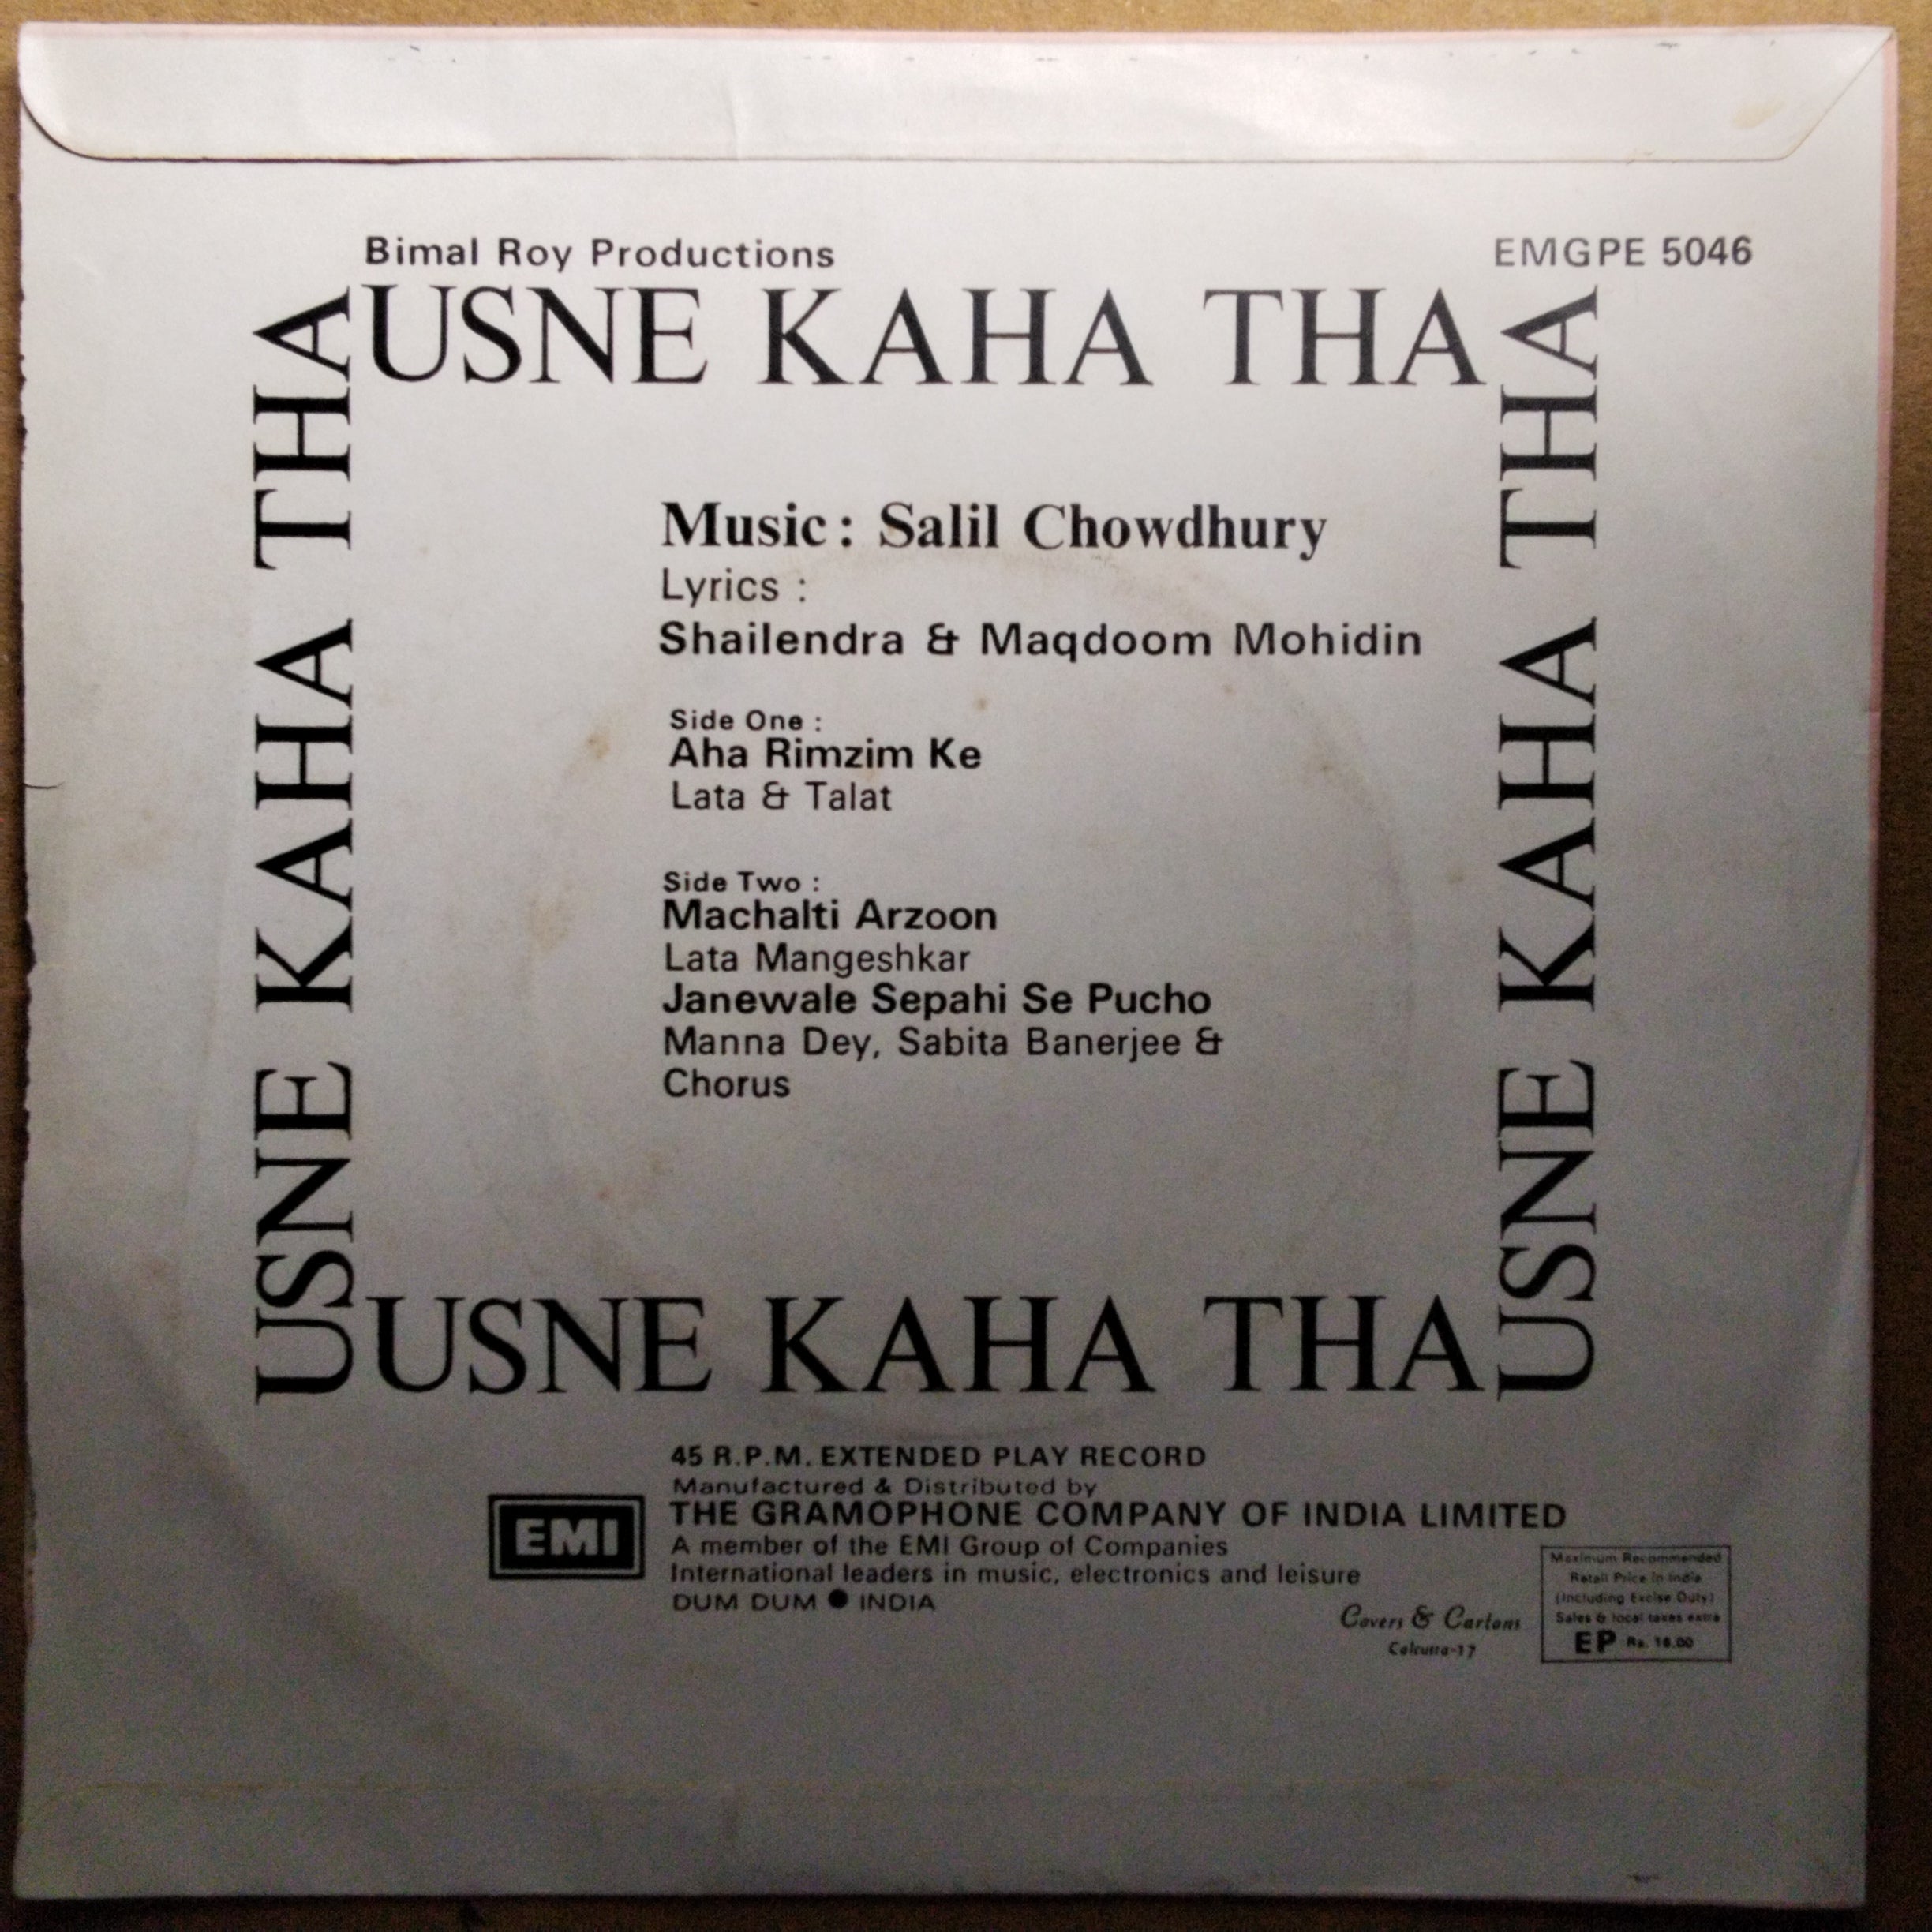 Bimal Roy Productions
EMGPE 5046
USNE KAHA THA
USNE KAHA THA
USNE KAHA THA
Music : Salil Chowdhury
Lyrics :
Shailendra & Maqdoom Mohidin
Side One :
Aha Rimzim Ke
Lata & Talat
Side Two :
Machalti Arzoon
Lata Mangeshkar
Janewale Sepahi Se Pucho
Manna Dey, Sabita Banerjee &
Chorus
USNE KAHA THA
45 R.P.M. EXTENDED PLAY RECORD
Manufactured & Distributed by
THE GRAMOPHONE COMPANY OF INDIA LIMITED
EMI
A member of the EMI Group of Companies
International leaders in music, electronics and leisure
DUM DUM ● INDIA
Covers & Cartons
Calcutta-17
Maximum Recommended
Retail Price in India
(Including Excise Duty)
Sales & local taxes extra
EP Rs.